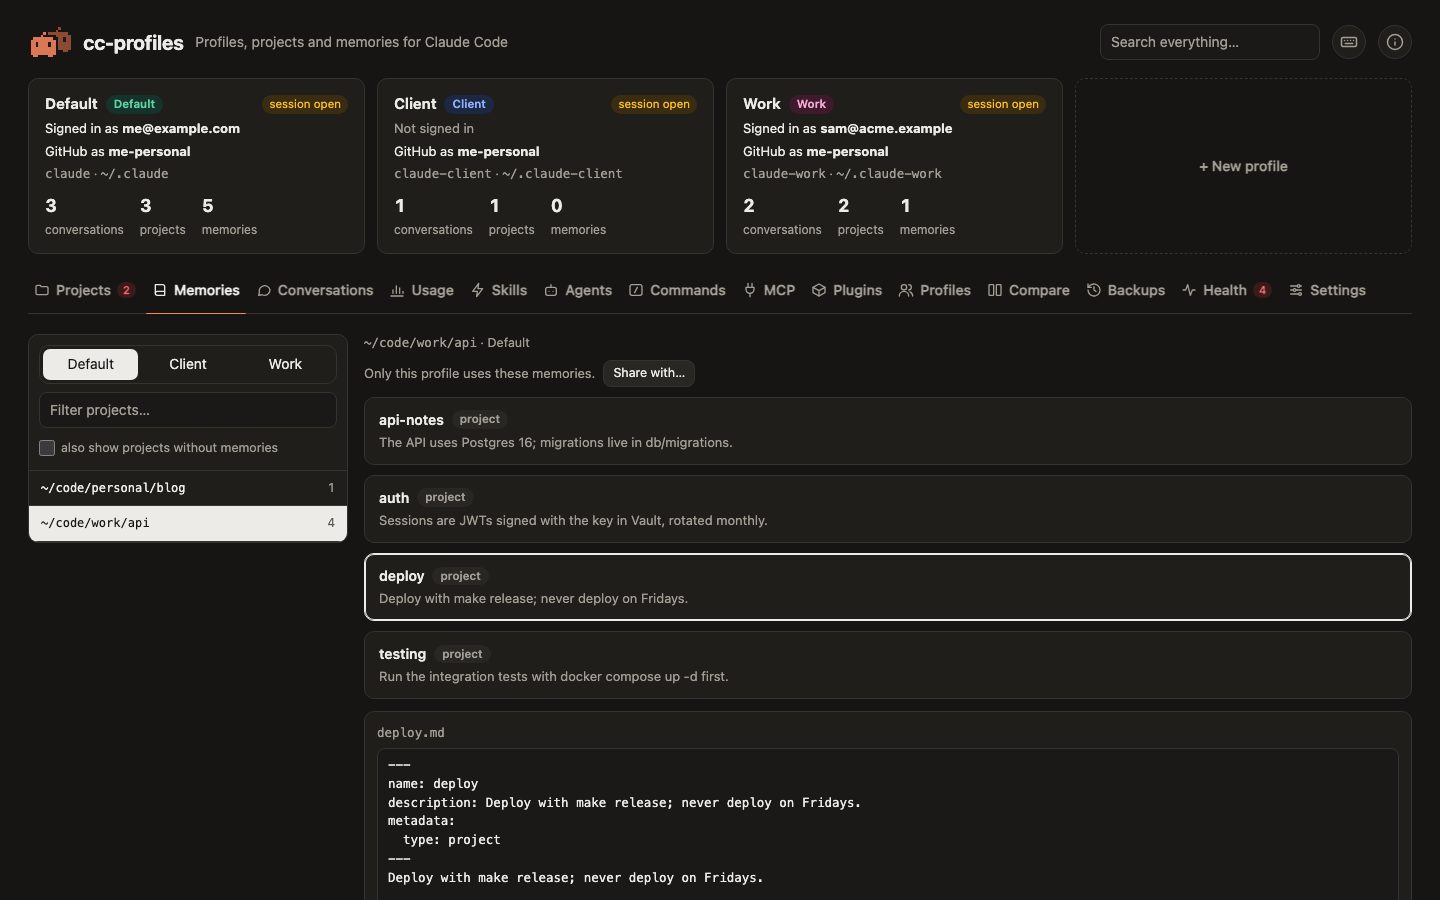 cc-profiles Profiles, projects and memories for Claude Code Search everything...
Default Default session open
Signed in as me@example.com
GitHub as me-personal
claude · ~/.claude
3 3 5
conversations projects memories
Client Client session open
Not signed in
GitHub as me-personal
claude-client · ~/.claude-client
1 1 0
conversations projects memories
Work Work session open
Signed in as sam@acme.example
GitHub as me-personal
claude-work · ~/.claude-work
2 2 1
conversations projects memories
+ New profile
Projects 2 Memories Conversations Usage Skills Agents Commands MCP Plugins Profiles Compare Backups Health 4 Settings
Default Client Work
Filter projects...
also show projects without memories
~/code/personal/blog 1
~/code/work/api 4
~/code/work/api · Default
Only this profile uses these memories. Share with...
api-notes project
The API uses Postgres 16; migrations live in db/migrations.
auth project
Sessions are JWTs signed with the key in Vault, rotated monthly.
deploy project
Deploy with make release; never deploy on Fridays.
testing project
Run the integration tests with docker compose up -d first.
deploy.md
---
name: deploy
description: Deploy with make release; never deploy on Fridays.
metadata:
  type: project
---
Deploy with make release; never deploy on Fridays.